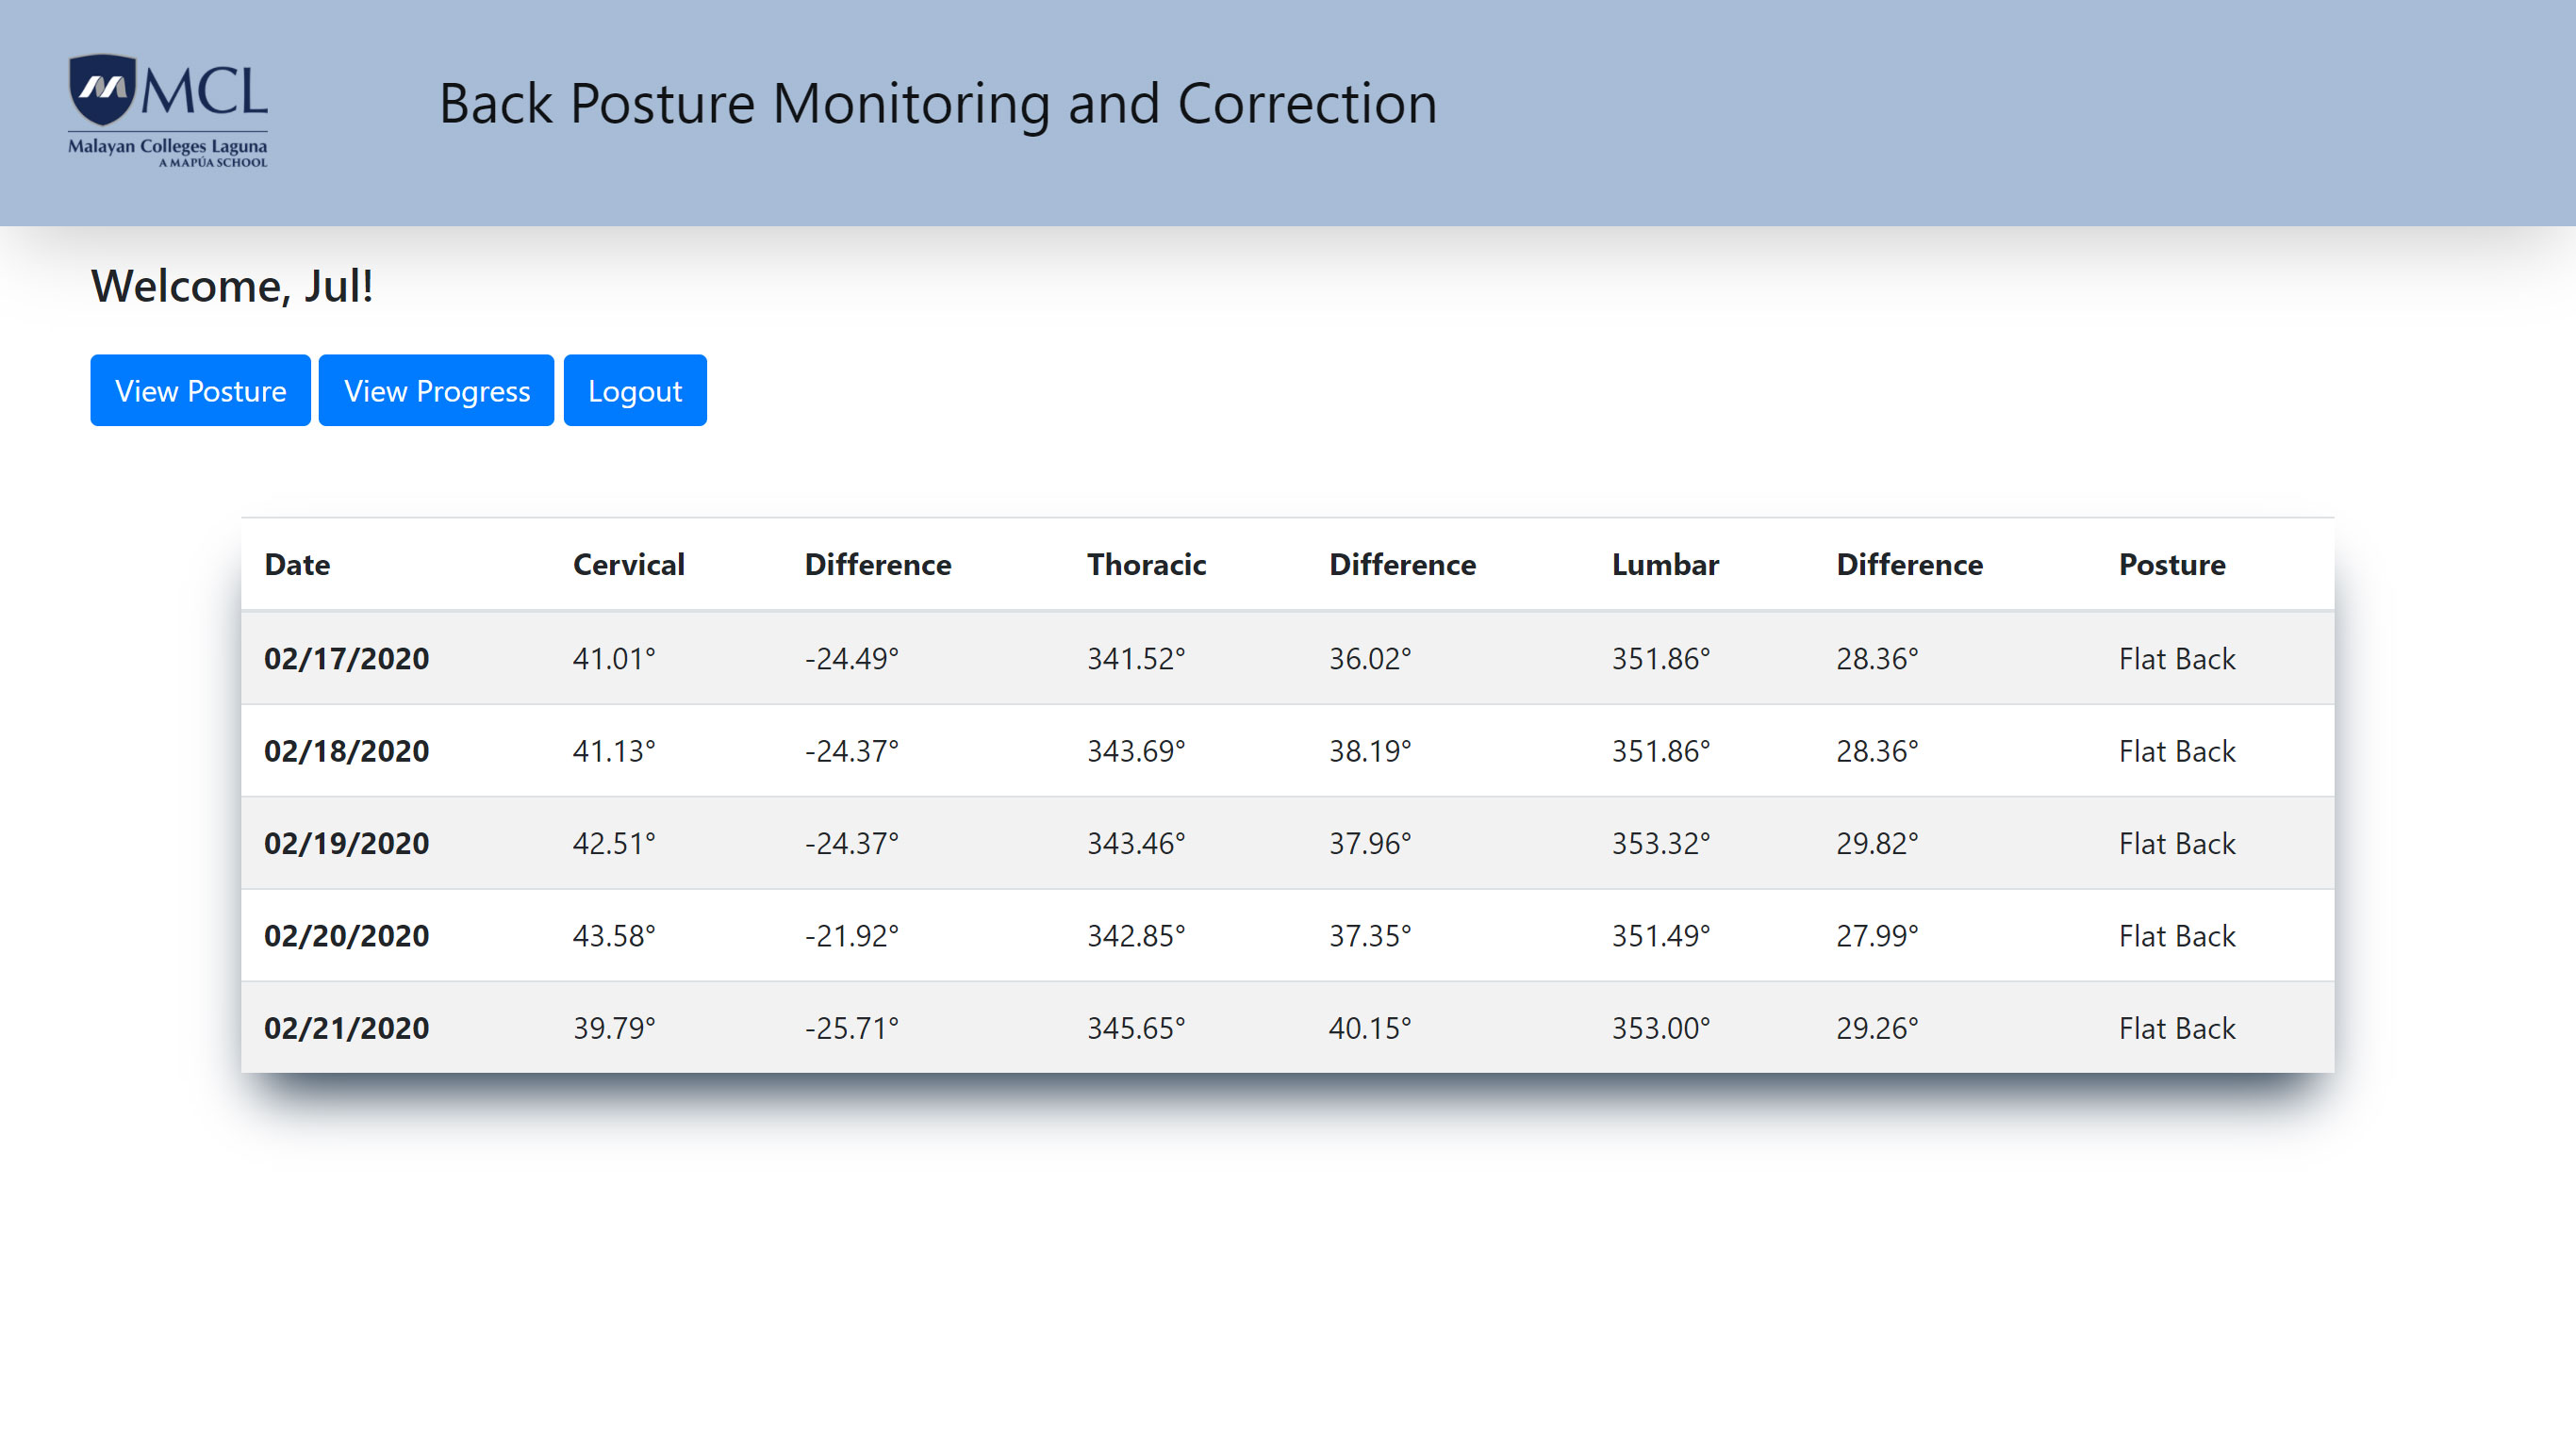 MCL
Malayan Colleges Laguna
A MAPÚA SCHOOL
Back Posture Monitoring and Correction
Welcome, Jul!
View Posture View Progress Logout
Date Cervical Difference Thoracic Difference Lumbar Difference Posture
02/17/2020 41.01° -24.49° 341.52° 36.02° 351.86° 28.36° Flat Back
02/18/2020 41.13° -24.37° 343.69° 38.19° 351.86° 28.36° Flat Back
02/19/2020 42.51° -24.37° 343.46° 37.96° 353.32° 29.82° Flat Back
02/20/2020 43.58° -21.92° 342.85° 37.35° 351.49° 27.99° Flat Back
02/21/2020 39.79° -25.71° 345.65° 40.15° 353.00° 29.26° Flat Back